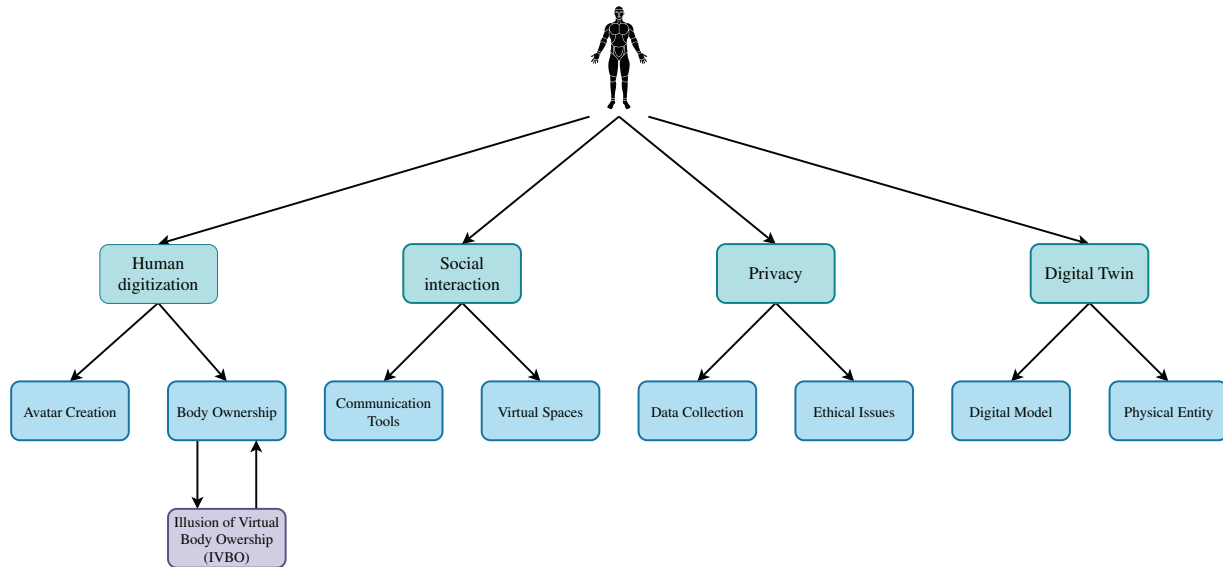 Human
digitization
Social
interaction
Privacy
Digital Twin
Avatar Creation
Body Ownership
Communication
Tools
Virtual Spaces
Data Collection
Ethical Issues
Digital Model
Physical Entity
Illusion of Virtual
Body Owership
(IVBO)